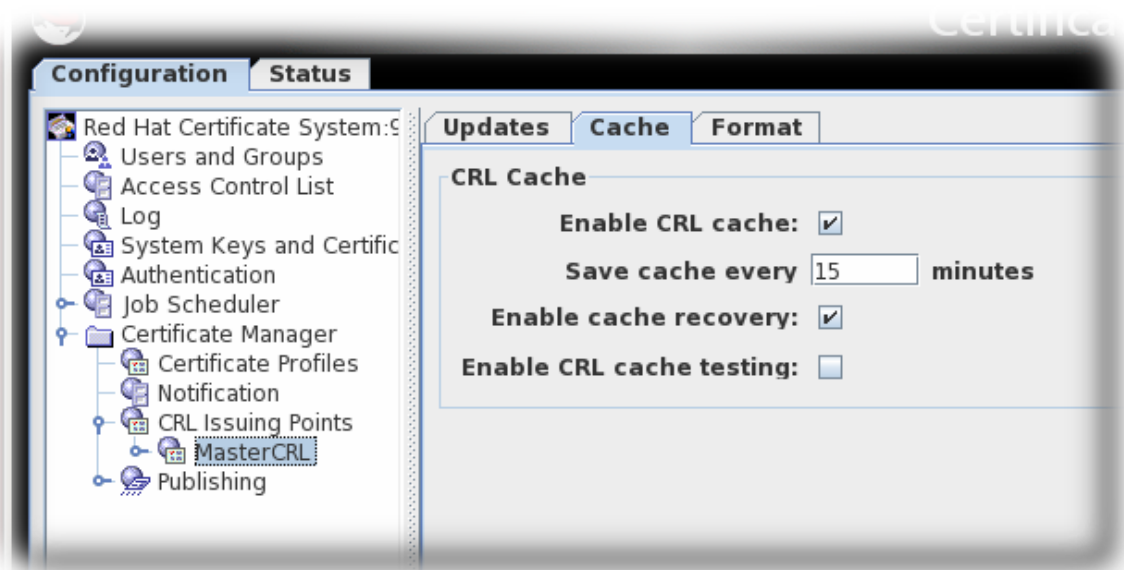 Configuration
Status
Red Hat Certificate System:9
Users and Groups
Access Control List
Log
System Keys and Certific
Authentication
Job Scheduler
Certificate Manager
Certificate Profiles
Notification
CRL Issuing Points
MasterCRL
Publishing
Updates
Cache
Format
CRL Cache
Enable CRL cache:
Save cache every 15 minutes
Enable cache recovery:
Enable CRL cache testing: